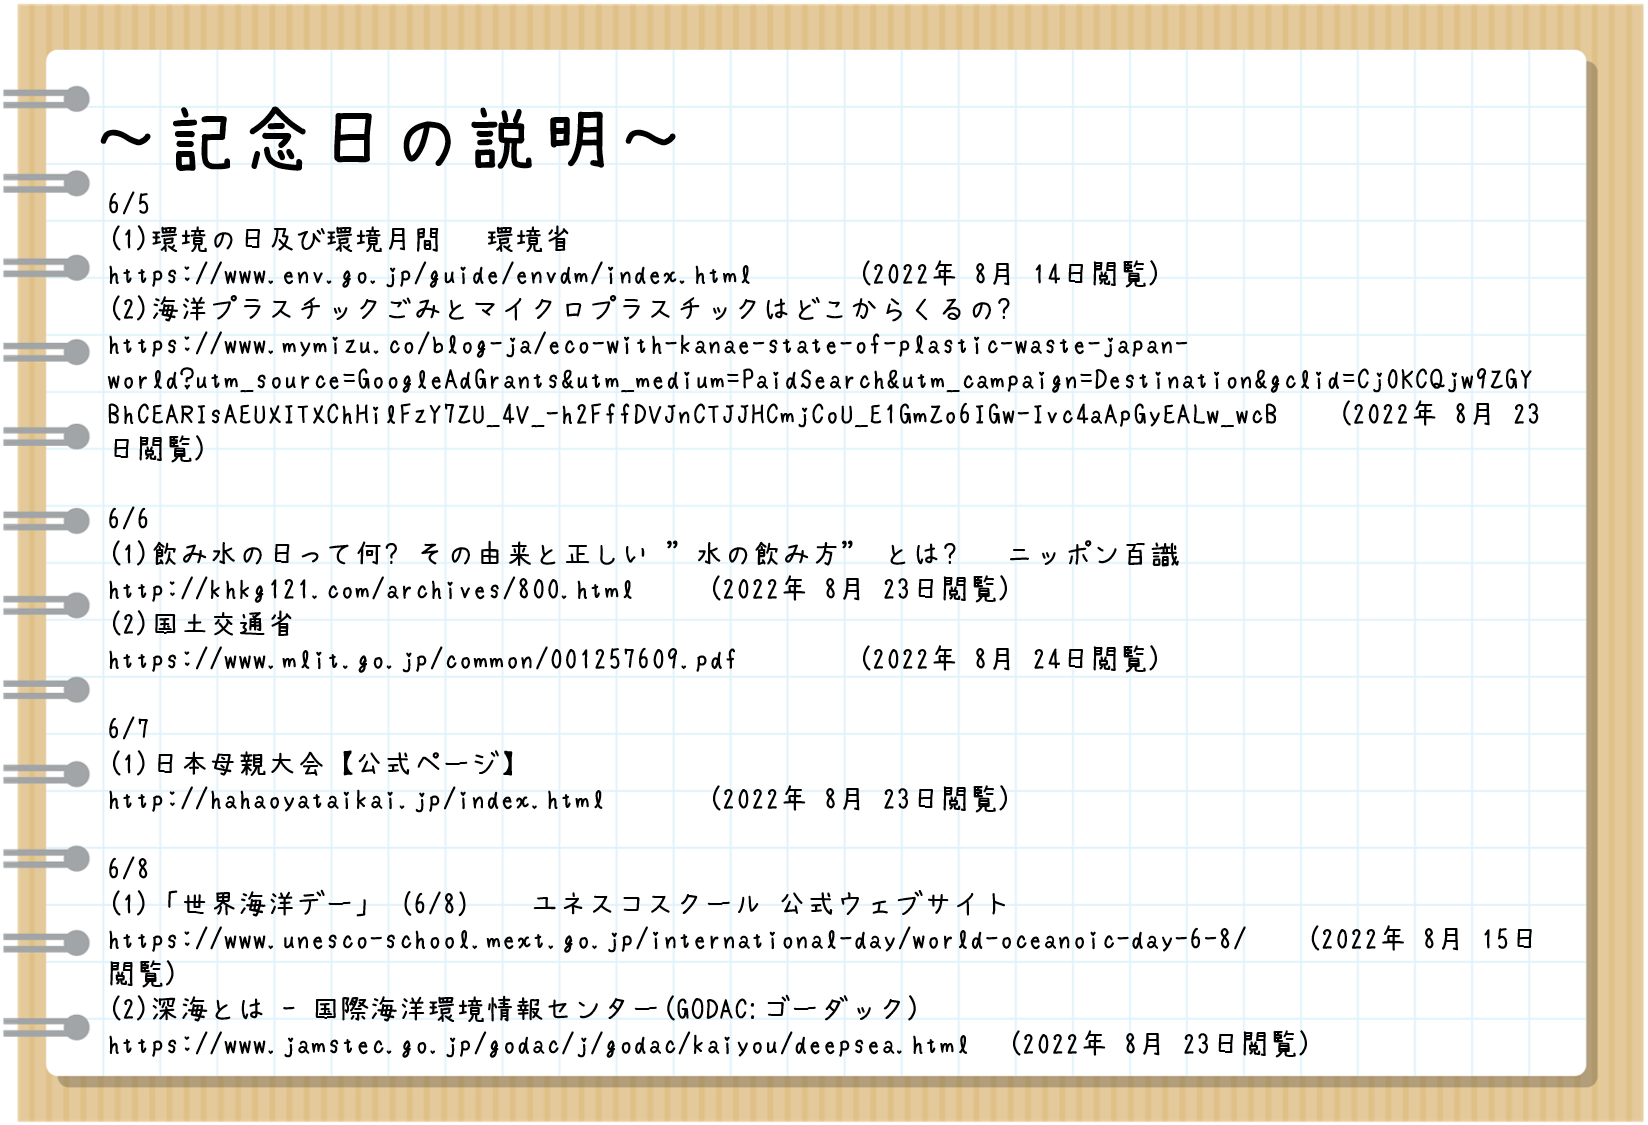 ～記念日の説明～
6/5
(1)環境の日及び環境月間　環境省
https://www.env.go.jp/guide/envdm/index.html　　　(2022年 8月 14日閲覧)
(2)海洋プラスチックごみとマイクロプラスチックはどこからくるの?
https://www.mymizu.co/blog-ja/eco-with-kanae-state-of-plastic-waste-japan-
world?utm_source=GoogleAdGrants&utm_medium=PaidSearch&utm_campaign=Destination&gclid=Cj0KCQjw9ZGY
BhCEARIsAEUXITXChHilFzY7ZU_4V_-h2FffDVJnCTJJHCmjCoU_E1GmZo6IGw-Ivc4aApGyEALw_wcB　　(2022年 8月 23
日閲覧)
6/6
(1)飲み水の日って何? その由来と正しい ”水の飲み方” とは?　ニッポン百識
http://khkg121.com/archives/800.html　　(2022年 8月 23日閲覧)
(2)国土交通省
https://www.mlit.go.jp/common/001257609.pdf　　　(2022年 8月 24日閲覧)
6/7
(1)日本母親大会【公式ページ】
http://hahaoyataikai.jp/index.html　　　(2022年 8月 23日閲覧)
6/8
(1)「世界海洋デー」 (6/8)　　ユネスコスクール 公式ウェブサイト
https://www.unesco-school.mext.go.jp/international-day/world-oceanoic-day-6-8/　　(2022年 8月 15日
閲覧)
(2)深海とは - 国際海洋環境情報センター(GODAC:ゴーダック)
https://www.jamstec.go.jp/godac/j/godac/kaiyou/deepsea.html　(2022年 8月 23日閲覧)